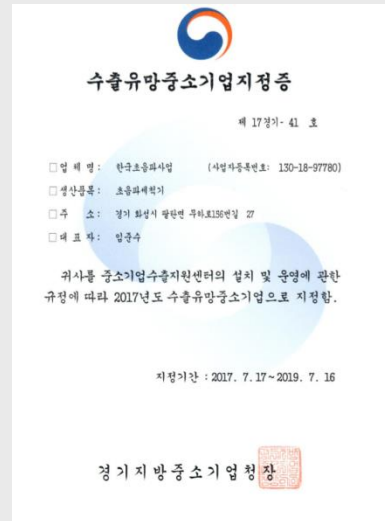 수출유망중소기업지정증
제 17경기- 41 호
□ 업 체 명 : 한국초음파사업 (사업자등록번호: 130-18-97780)
□ 생산품목 : 초음파세척기
□ 주 소 : 경기 화성시 팔탄면 푸하로156번길 27
□ 대 표 자 : 임준수
귀사를 중소기업수출지원센터의 설치 및 운영에 관한
규정에 따라 2017년도 수출유망중소기업으로 지정함.
지정기간 : 2017. 7.17~2019. 7. 16
경기지방중소기업청장